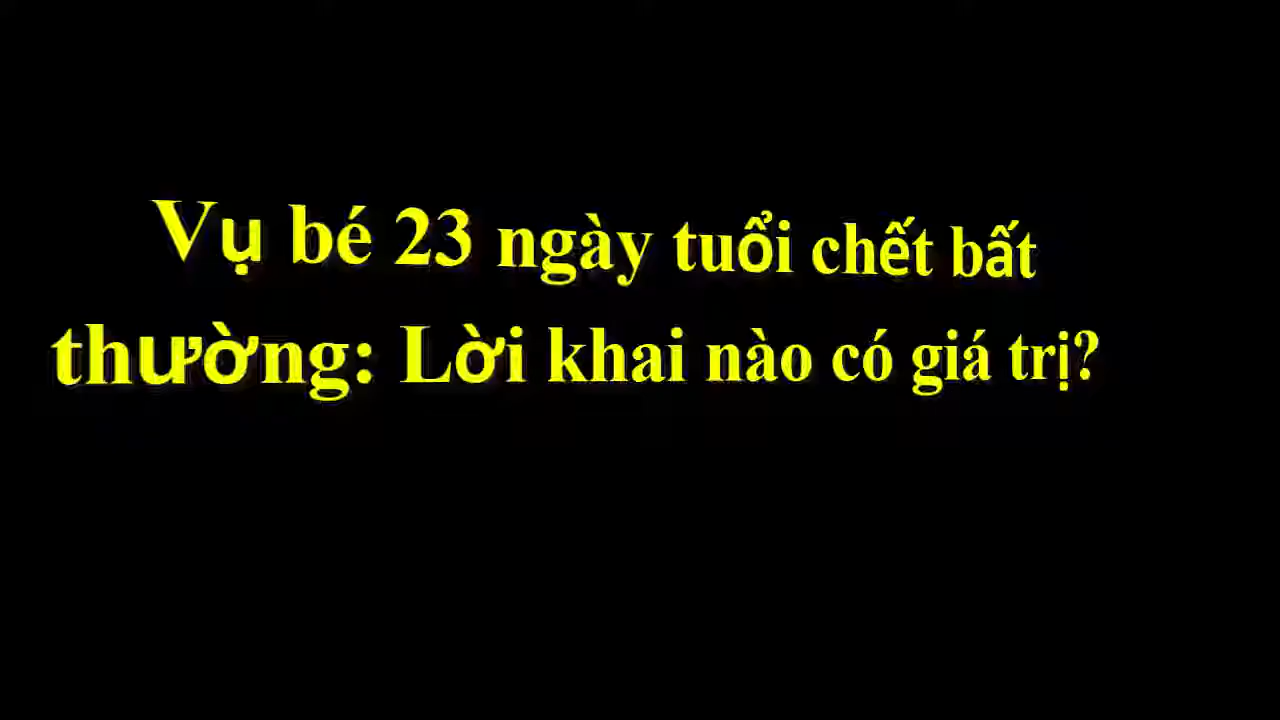 Vụ bé 23 ngày tuổi chết bất
thường: Lời khai nào có giá trị?